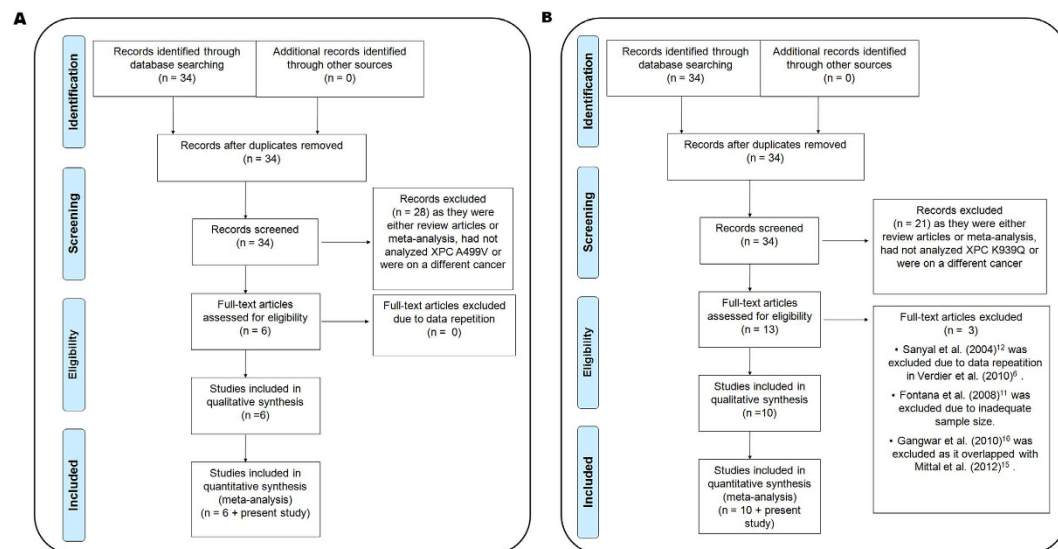 A
Identification
Records identified through
database searching
(n = 34)
Additional records identified
through other sources
(n = 0)
Records after duplicates removed
(n = 34)
Screening
Records screened
(n = 34)
Records excluded
(n = 28) as they were
either review articles or
meta-analysis, had not
analyzed XPC A499V or
were on a different cancer
Eligibility
Full-text articles
assessed for eligibility
(n = 6)
Full-text articles excluded
due to data repetition
(n = 0)
Studies included in
qualitative synthesis
(n =6)
Included
Studies included in
quantitative synthesis
(meta-analysis)
(n = 6 + present study)
B
Identification
Records identified through
database searching
(n = 34)
Additional records identified
through other sources
(n = 0)
Records after duplicates removed
(n = 34)
Screening
Records screened
(n = 34)
Records excluded
(n = 21) as they were either
review articles or meta-analysis,
had not analyzed XPC K939Q or
were on a different cancer
Eligibility
Full-text articles
assessed for eligibility
(n = 13)
Full-text articles excluded
(n = 3)
• Sanyal et al. (2004)12 was
excluded due to data repeatition
in Verdier et al. (2010)6 .
• Fontana et al. (2008)11 was
excluded due to inadequate
sample size.
• Gangwar et al. (2010)16 was
excluded as it overlapped with
Mittal et al. (2012)15 .
Studies included in
qualitative synthesis
(n =10)
Included
Studies included in
quantitative synthesis
(meta-analysis)
(n = 10 + present
study)